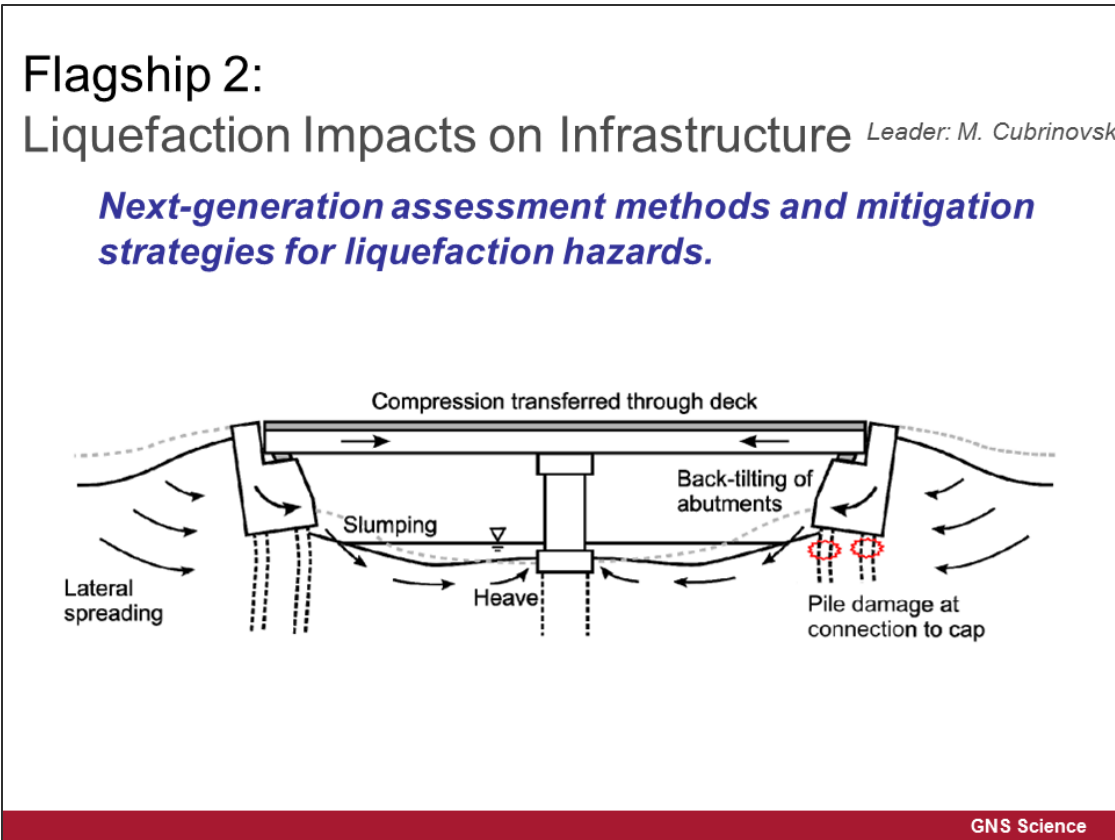 Flagship 2:
Liquefaction Impacts on Infrastructure Leader: M. Cubrinovsk
Next-generation assessment methods and mitigation
strategies for liquefaction hazards.
Compression transferred through deck
Back-tilting of
abutments
Slumping
Lateral
spreading
Heave
Pile damage at
connection to cap
GNS Science